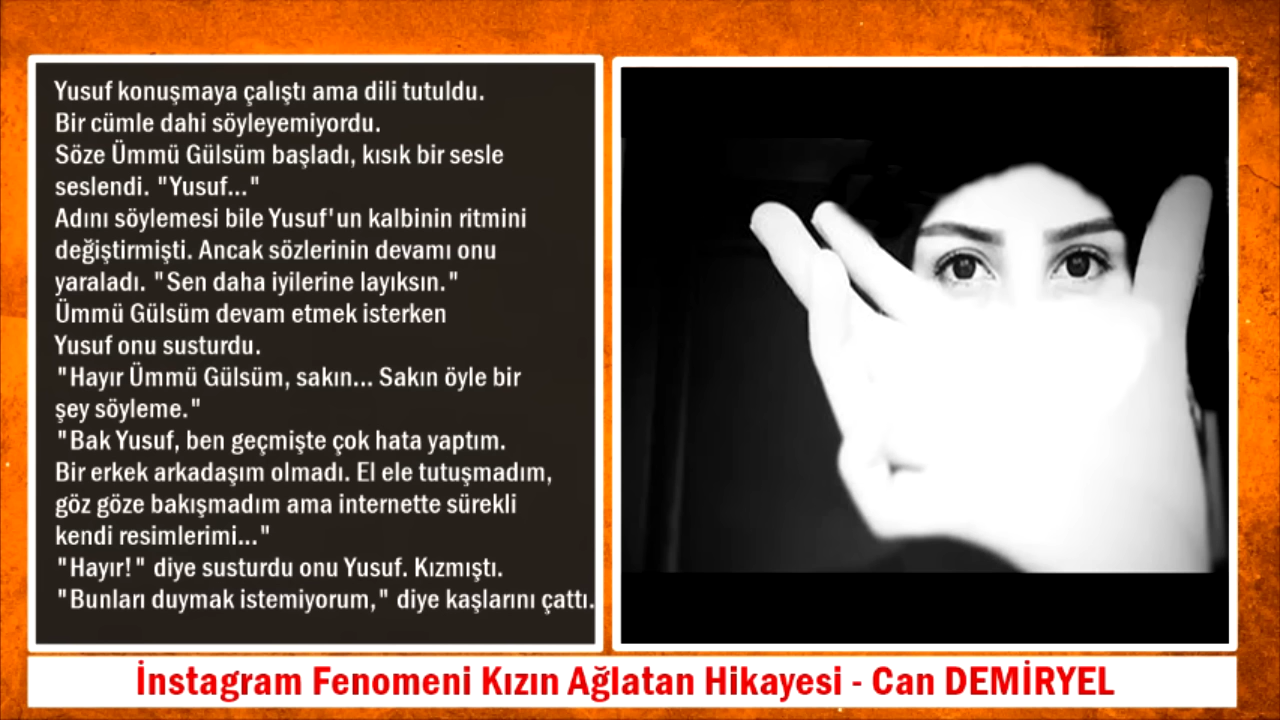 Yusuf konuşmaya çalıştı ama dili tutuldu.
Bir cümle dahi söyleyemiyordu.
Söze Ümmü Gülsüm başladı, kısık bir sesle
seslendi. "Yusuf..."
Adını söylemesi bile Yusuf'un kalbinin ritmini
değiştirmişti. Ancak sözlerinin devamı onu
yaraladı. "Sen daha iyilerine layıksın."
Ümmü Gülsüm devam etmek isterken
Yusuf onu susturdu.
"Hayır Ümmü Gülsüm, sakın... Sakın öyle bir
şey söyleme."
"Bak Yusuf, ben geçmişte çok hata yaptım.
Bir erkek arkadaşım olmadı. El ele tutuşmadım,
göz göze bakışmadım ama internette sürekli
kendi resimlerimi..."
"Hayır!" diye susturdu onu Yusuf. Kızmıştı.
"Bunları duymak istemiyorum," diye kaşlarını çattı.
İnstagram Fenomeni Kızın Ağlatan Hikayesi - Can DEMİRYEL